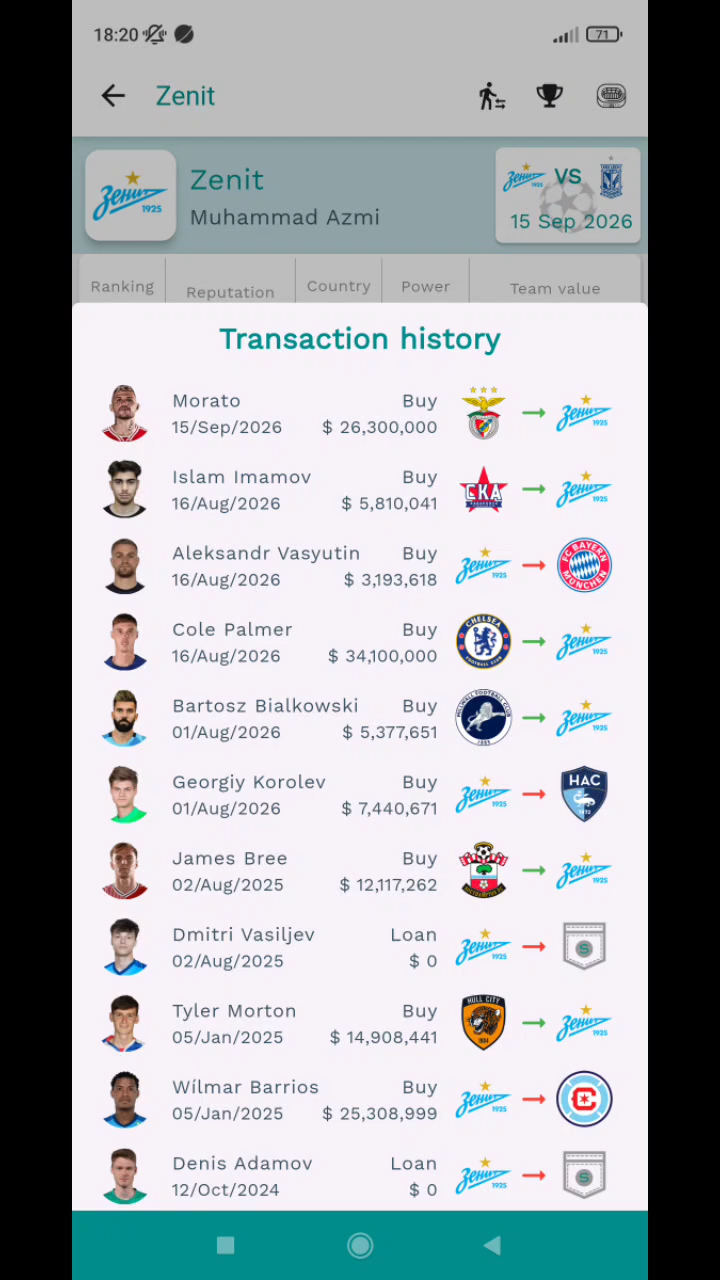 18:20
71
Zenit
Zenit
Muhammad Azmi
VS
15 Sep 2026
Ranking
Reputation
Country
Power
Team value
Transaction history
Morato Buy
15/Sep/2026 $ 26,300,000
Islam Imamov Buy
16/Aug/2026 $ 5,810,041
Aleksandr Vasyutin Buy
16/Aug/2026 $ 3,193,618
Cole Palmer Buy
16/Aug/2026 $ 34,100,000
Bartosz Bialkowski Buy
01/Aug/2026 $ 5,377,651
Georgiy Korolev Buy
01/Aug/2026 $ 7,440,671
James Bree Buy
02/Aug/2025 $ 12,117,262
Dmitri Vasiljev Loan
02/Aug/2025 $ 0
Tyler Morton Buy
05/Jan/2025 $ 14,908,441
Wílmar Barrios Buy
05/Jan/2025 $ 25,308,999
Denis Adamov Loan
12/Oct/2024 $ 0